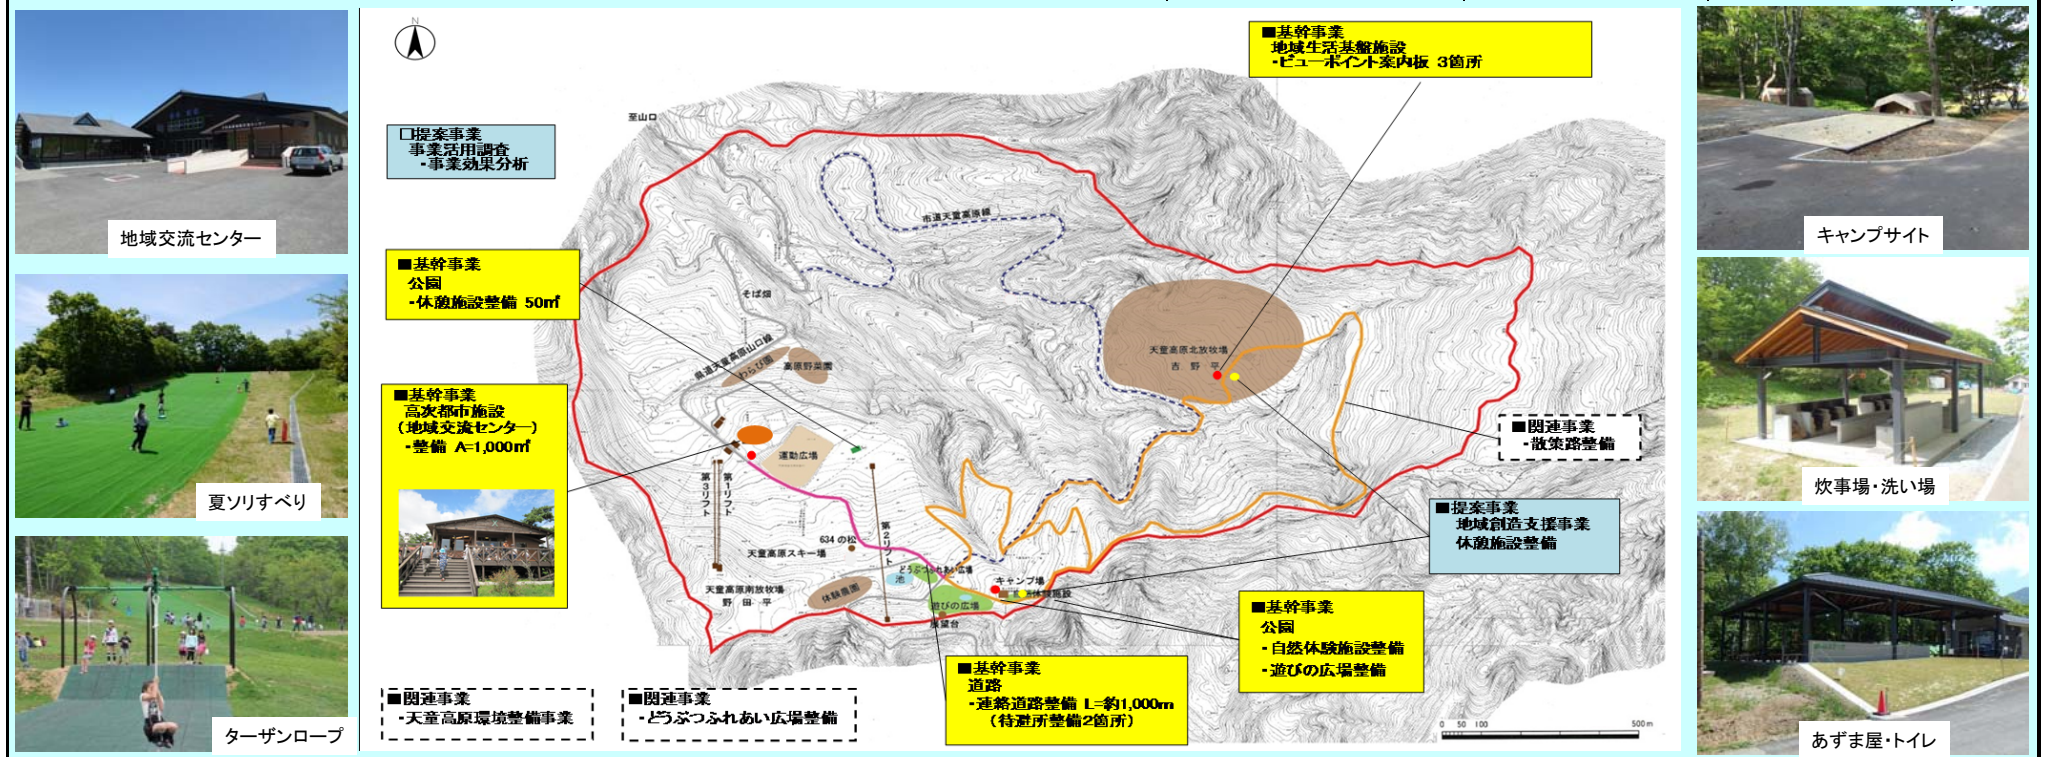 地域交流センター
夏ソリすべり
ターザンロープ
N
□提案事業
事業活用調査
・事業効果分析
■基幹事業
公園
・休憩施設整備 50㎡
■基幹事業
高次都市施設
(地域交流センター)
・整備 A=1,000㎡
■関連事業
・天童高原環境整備事業
■関連事業
・どうぶつふれあい広場整備
■基幹事業
地域生活基盤施設
・ビューポイント案内板 3箇所
至山口
市道天童高原線
そば畑
県道天童高原山口線
わらび園
高原野菜園
天童高原北放牧場
吉野平
運動広場
第1リフト
第3リフト
第2リフト
634の松
天童高原スキー場
どうぶつふれあい広場
池
天童高原南放牧場
野田平
体験農園
遊びの広場
展望台
キャンプ場
■関連事業
・散策路整備
■提案事業
地域創造支援事業
休憩施設整備
■基幹事業
公園
・自然体験施設整備
・遊びの広場整備
■基幹事業
道路
・連絡道路整備 L=約1,000m
(待避所整備2箇所)
0 50 100 500m
キャンプサイト
炊事場・洗い場
あずま屋・トイレ